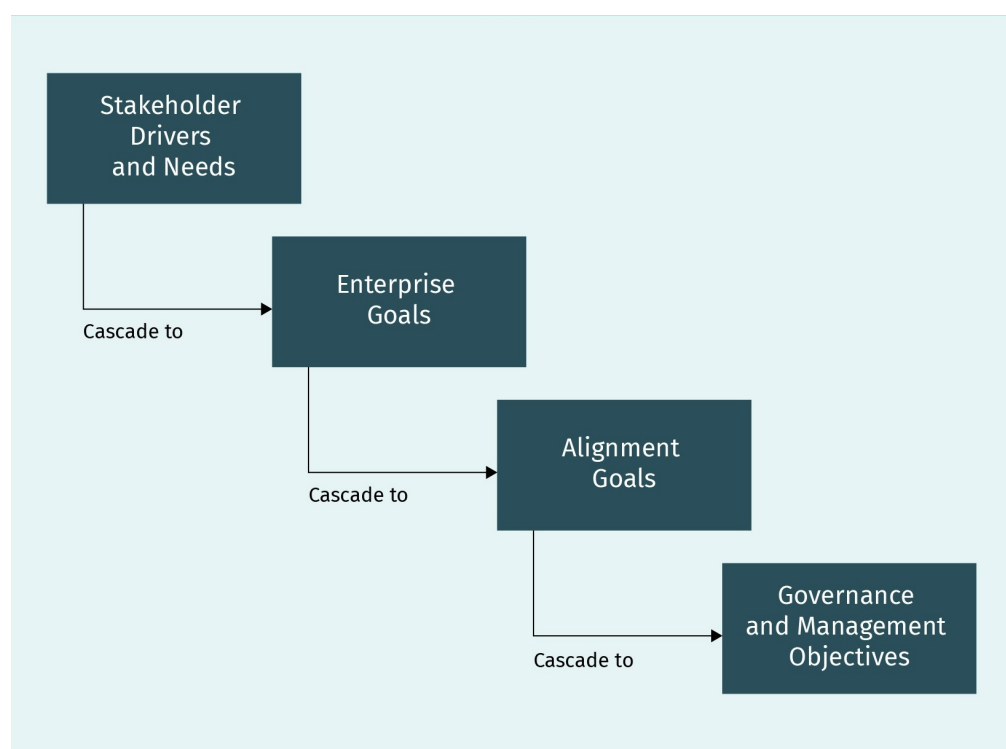 Stakeholder
Drivers
and Needs
Cascade to
Enterprise
Goals
Cascade to
Alignment
Goals
Cascade to
Governance
and Management
Objectives